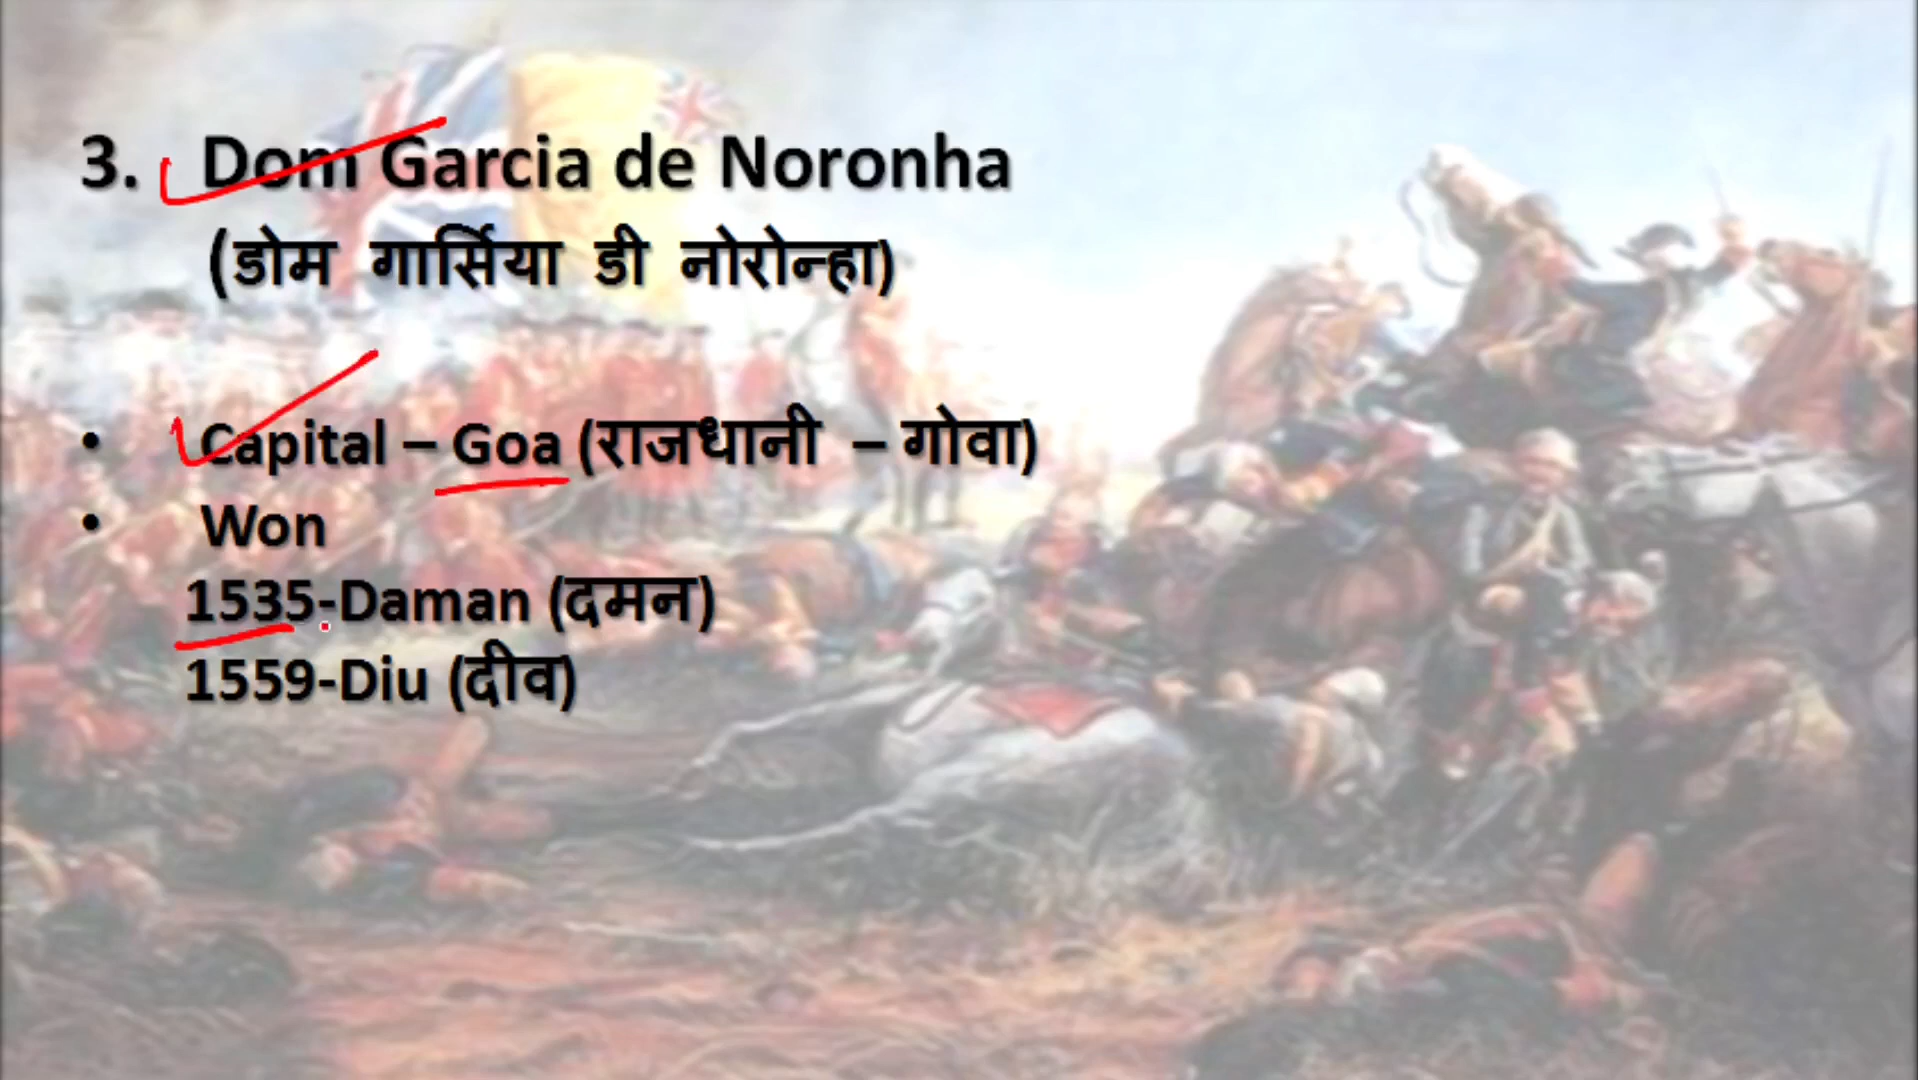 3. Dom Garcia de Noronha
(डोम गार्सिया डी नोरोन्हा)
• Capital – Goa (राजधानी – गोवा)
• Won
1535-Daman (दमन)
1559-Diu (दीव)